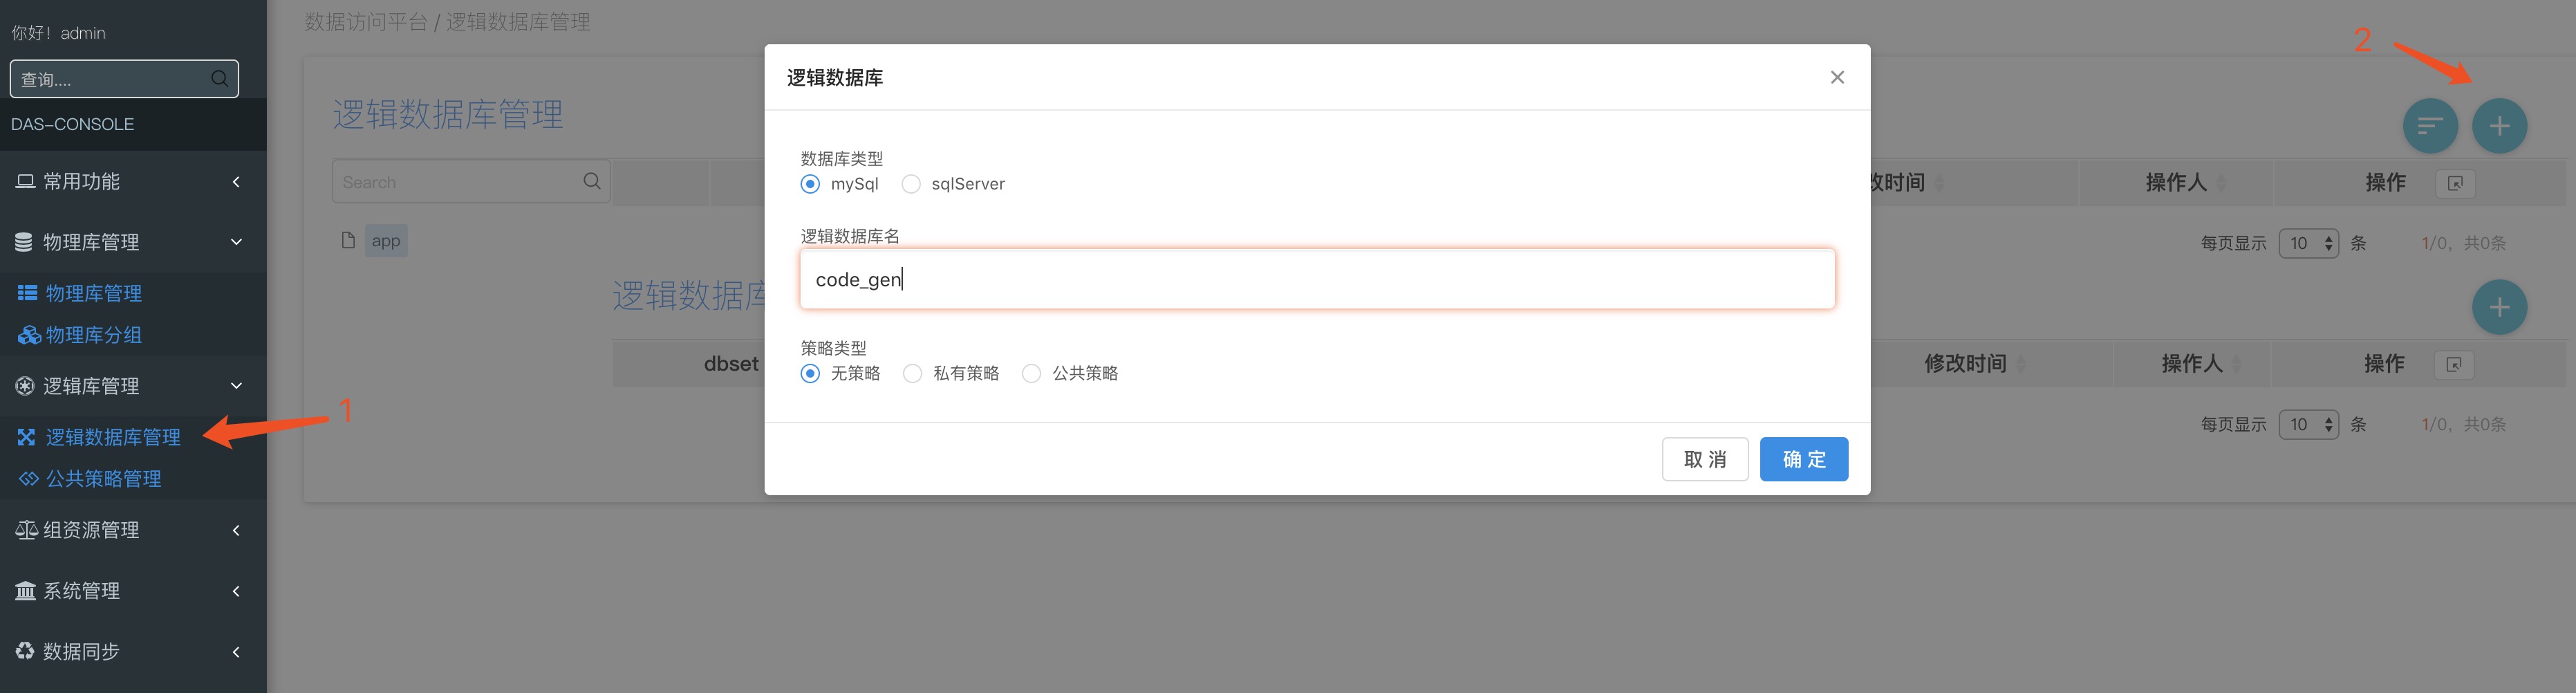 你好！admin
查询....
DAS-CONSOLE
常用功能
物理库管理
物理库管理
物理库分组
逻辑库管理
逻辑数据库管理
1
公共策略管理
组资源管理
系统管理
数据同步
数据访问平台 / 逻辑数据库管理
2
逻辑数据库管理
Search
改时间
操作人
操作
app
每页显示 10 条 1/0，共0条
逻辑数据库
dbset
修改时间
操作人
操作
每页显示 10 条 1/0，共0条
逻辑数据库
数据库类型
mySql sqlServer
逻辑数据库名
code_gen
策略类型
无策略 私有策略 公共策略
取 消 确 定